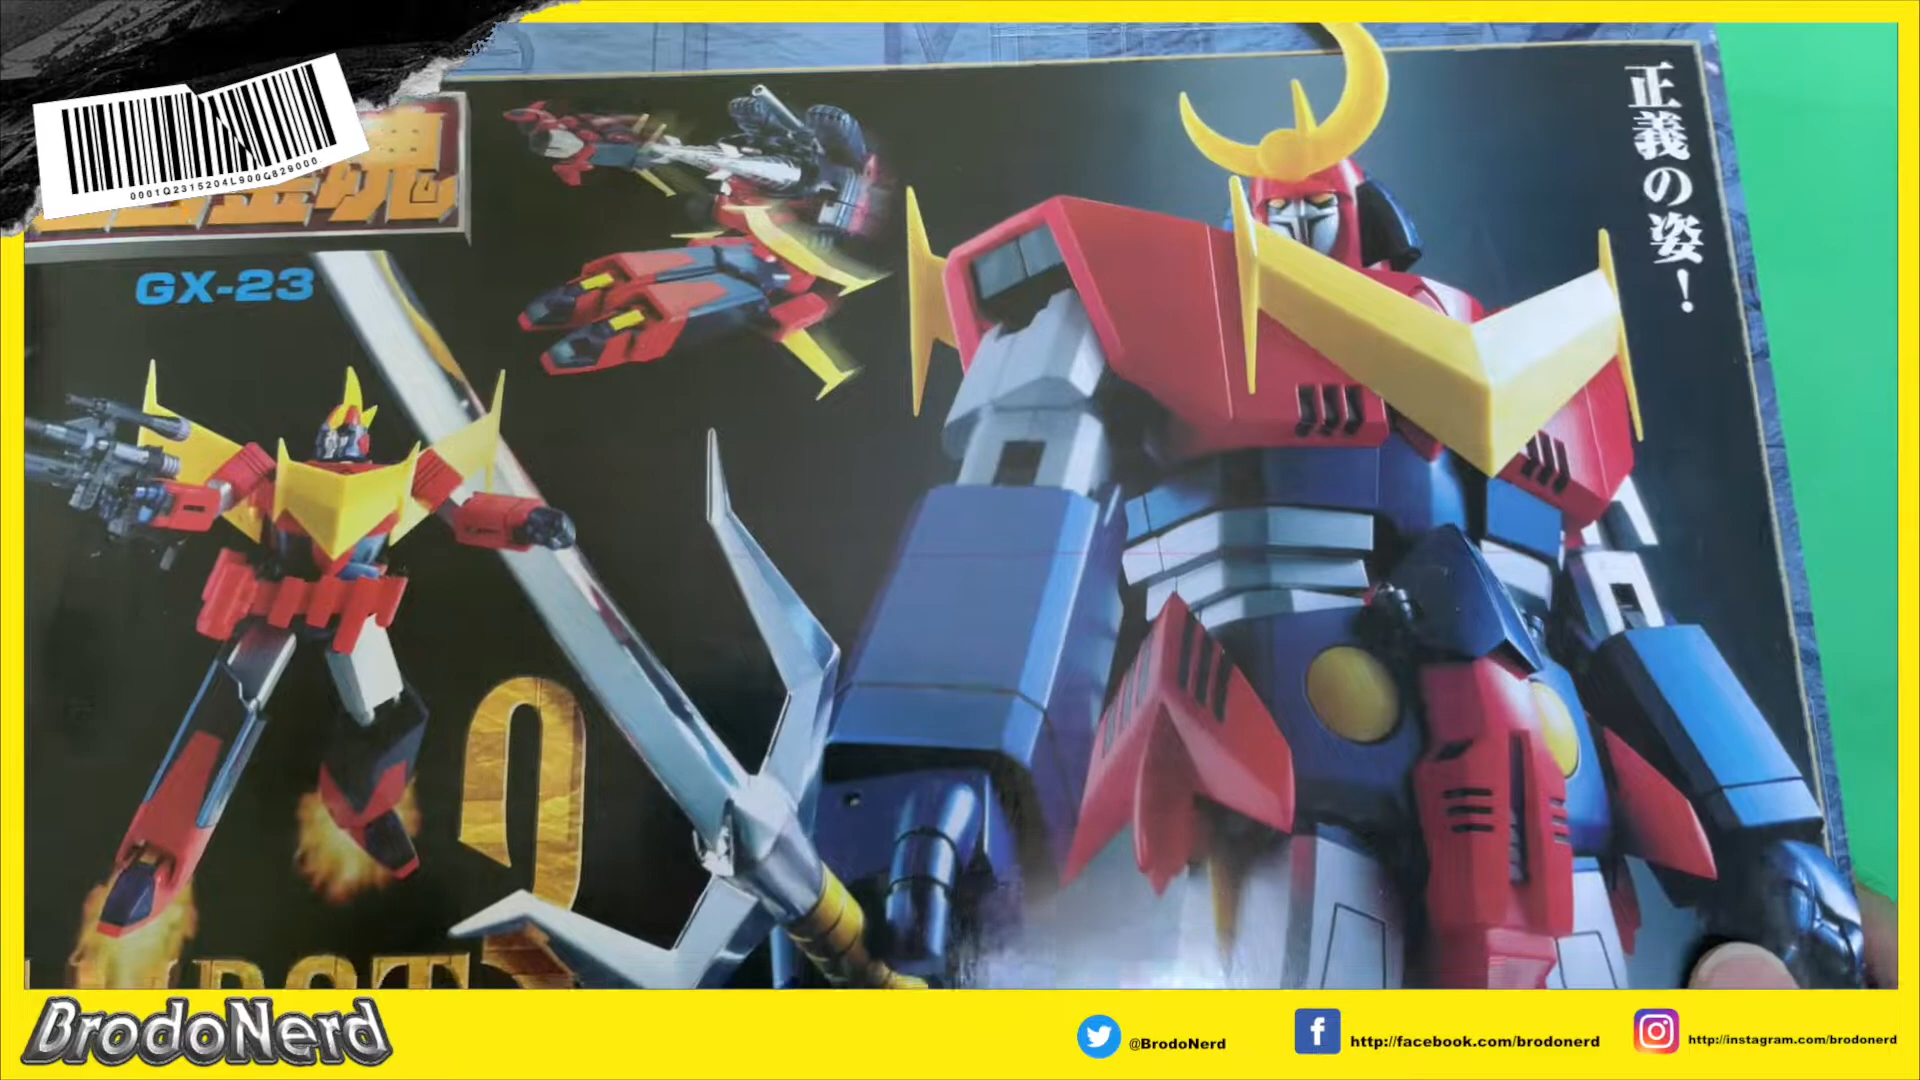 0001Q2315204L900G829000
正義の姿！
GX-23
BrodoNerd
@BrodoNerd
http://facebook.com/brodonerd
http://instagram.com/brodonerd